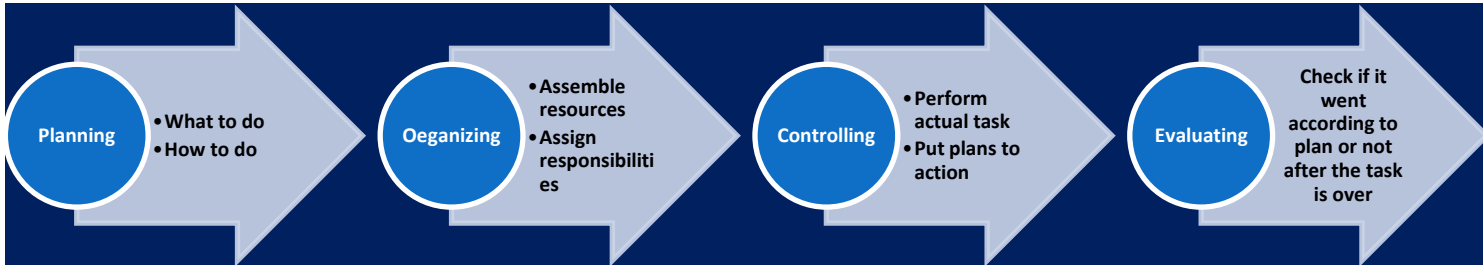 Planning
•What to do
•How to do
Oeganizing
•Assemble
resources
•Assign
responsibiliti
es
Controlling
•Perform
actual task
•Put plans to
action
Evaluating
Check if it
went
according to
plan or not
after the task
is over